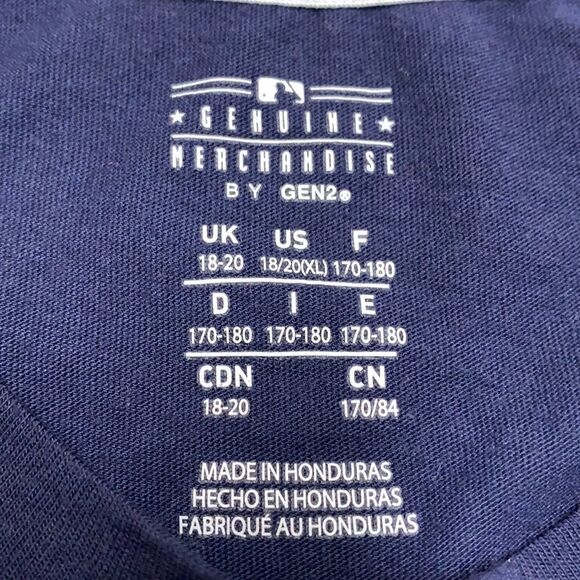 ★ GENUINE ★
MERCHANDISE
BY GEN2®
UK US F
18-20 18/20(XL) 170-180
D I E
170-180 170-180 170-180
CDN CN
18-20 170/84
MADE IN HONDURAS
HECHO EN HONDURAS
FABRIQUÉ AU HONDURAS